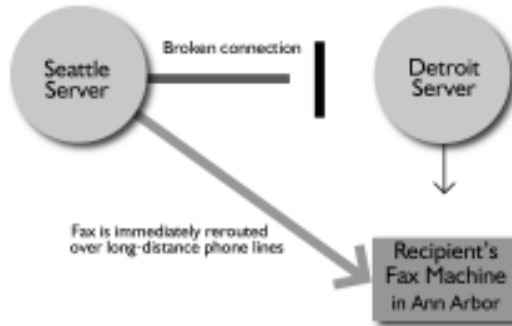 Broken connection
Seattle
Server
Detroit
Server
Fax is immediately rerouted
over long-distance phone lines
Recipient's
Fax Machine
in Ann Arbor